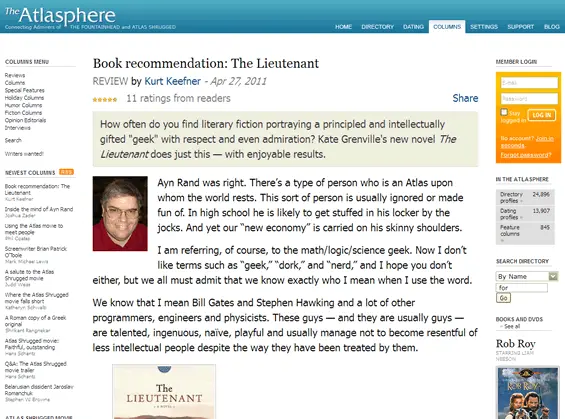 The Atlasphere
Connecting Admirers of THE FOUNTAINHEAD and ATLAS SHRUGGED
HOME DIRECTORY DATING COLUMNS SETTINGS SUPPORT BLOG
COLUMNS MENU
Reviews
Columns
Special Features
Holiday Columns
Humor Columns
Fiction Columns
Opinion Editorials
Interviews
Search
Writers wanted!
NEWEST COLUMNS RSS
Book recommendation: The
Lieutenant
Kurt Keefner
Inside the mind of Ayn Rand
Joshua Zader
Using the Atlas movie to
meet people
Phil Coates
Screenwriter Brian Patrick
O'Toole
Mark Michael Lewis
A salute to the Atlas
Shrugged movie
Judd Weiss
Where the Atlas Shrugged
movie falls short
Katheryn Schwalb
A Roman copy of a Greek
original
Shrikant Rangnekar
Atlas Shrugged movie:
Faithful, outstanding
Hans Schantz
Q&A: The Atlas Shrugged
movie trailer
Hans Schantz
Belarusian dissident Jaroslav
Romanchuk
Stephen W Browne
ATLAS SHRUGGED MOVIE
Book recommendation: The Lieutenant
REVIEW by Kurt Keefner - Apr 27, 2011
11 ratings from readers Share
How often do you find literary fiction portraying a principled and intellectually
gifted "geek" with respect and even admiration? Kate Grenville's new novel The
Lieutenant does just this — with enjoyable results.
Ayn Rand was right. There's a type of person who is an Atlas upon
whom the world rests. This sort of person is usually ignored or made
fun of. In high school he is likely to get stuffed in his locker by the
jocks. And yet our "new economy" is carried on his skinny shoulders.
I am referring, of course, to the math/logic/science geek. Now I don't
like terms such as "geek," "dork," and "nerd," and I hope you don't
either, but we all must admit that we know exactly who I mean when I use the word.
We know that I mean Bill Gates and Stephen Hawking and a lot of other
programmers, engineers and physicists. These guys — and they are usually guys —
are talented, ingenuous, naïve, playful and usually manage not to become resentful of
less intellectual people despite the way they have been treated by them.
The
LIEUTENANT
A NOVEL
MEMBER LOGIN
E-mail
Password
Stay
logged in
LOG IN
No account? Join in
seconds.
Forgot password?
IN THE ATLASPHERE
Directory
profiles » 24,896
Dating
profiles » 13,907
Feature
columns
» 845
SEARCH DIRECTORY
By Name
for
Go
BOOKS AND DVDS
» See all
Rob Roy
STARRING LIAM
NEESON
ROB ROY